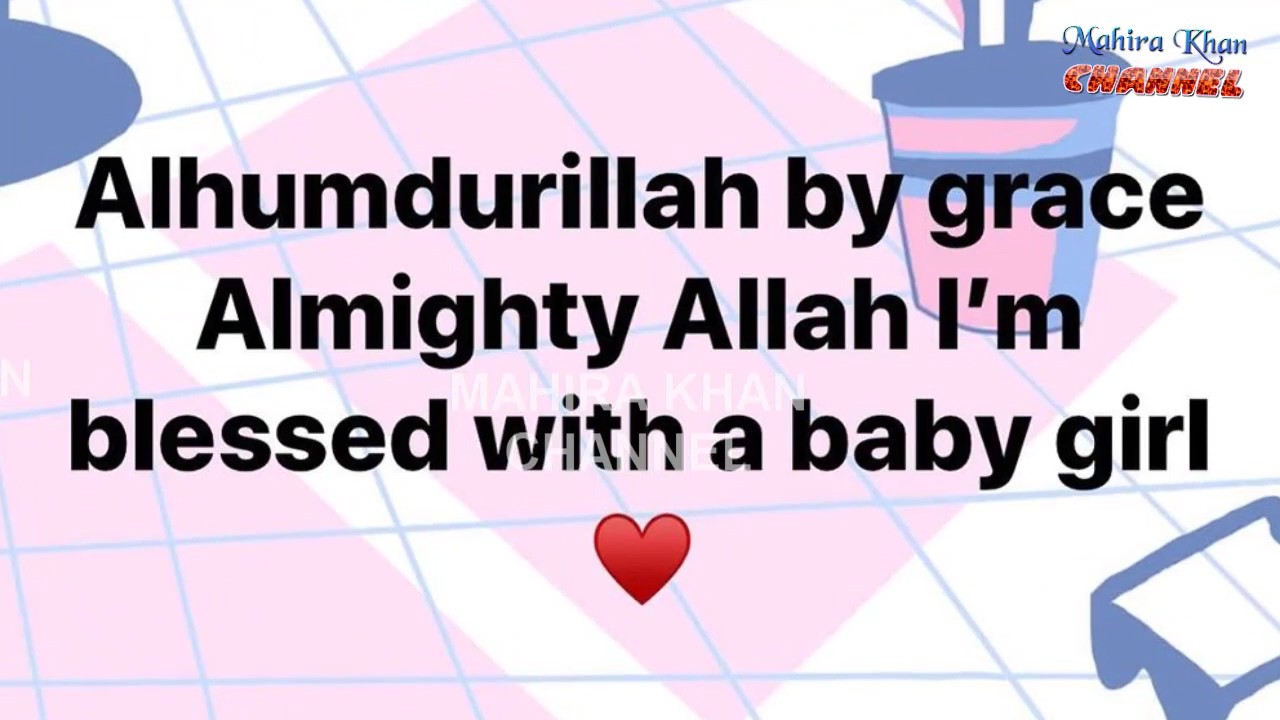 Mahira Khan
CHANNEL
Alhumdurillah by grace
Almighty Allah I’m
blessed with a baby girl
♥️
N
MAHIRA KHAN
CHANNEL